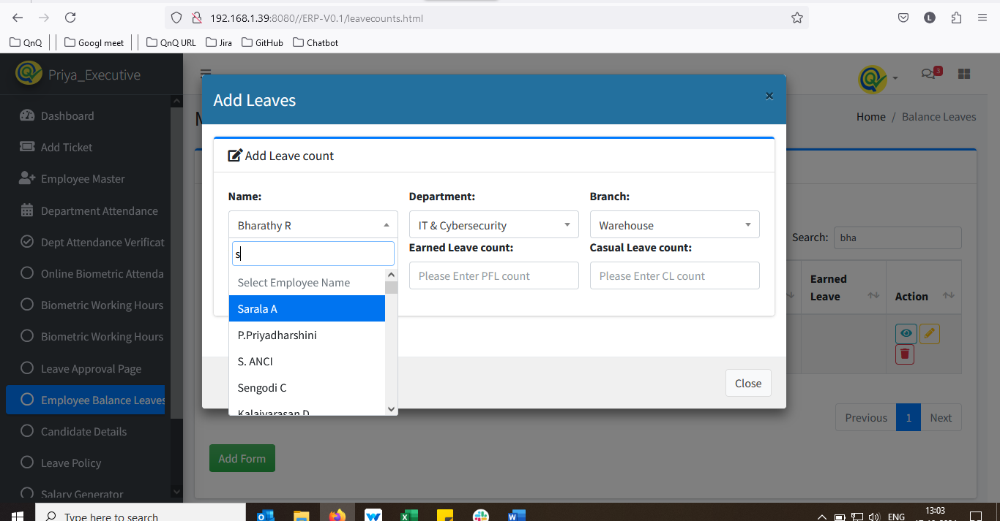 192.168.1.39:8080//ERP-V0.1/leavecounts.html
L
QnQ
Googl meet
QnQ URL
Jira
GitHub
Chatbot
Priya_Executive
3
Dashboard
Add Ticket
Employee Master
Department Attendance
Dept Attendance Verificat
Online Biometric Attenda
Biometric Working Hours
Biometric Working Hours
Leave Approval Page
Employee Balance Leaves
Candidate Details
Leave Policy
Salary Generator
Home / Balance Leaves
Add Leaves
×
Add Leave count
Name:
Department:
Branch:
Bharathy R
IT & Cybersecurity
Warehouse
s
Earned Leave count:
Casual Leave count:
Please Enter PFL count
Please Enter CL count
Select Employee Name
Sarala A
P.Priyadharshini
S. ANCI
Sengodi C
Kalaivarasan D
Close
Search: bha
Earned
Leave
Action
Previous
1
Next
Add Form
Type here to search
ENG
13:03